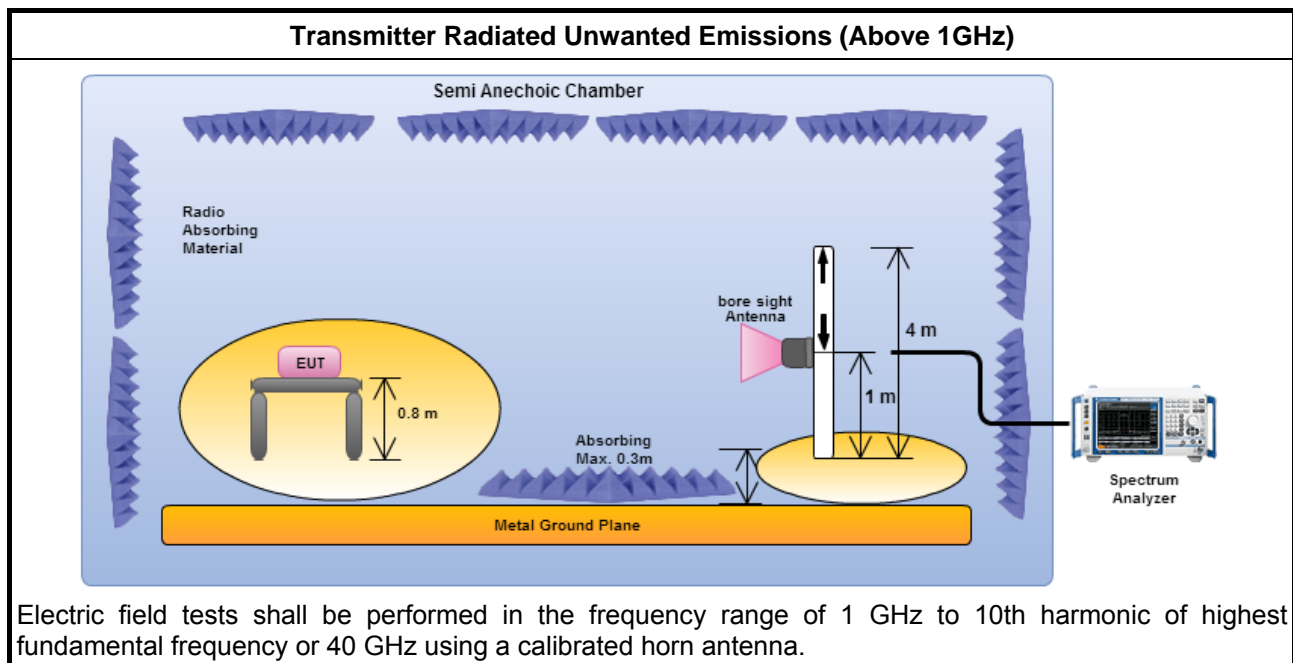 Transmitter Radiated Unwanted Emissions (Above 1GHz)
Semi Anechoic Chamber
Radio
Absorbing
Material
bore sight
Antenna
4 m
EUT
1 m
0.8 m
Absorbing
Max. 0.3m
Spectrum
Analyzer
Metal Ground Plane
Electric field tests shall be performed in the frequency range of 1 GHz to 10th harmonic of highest
fundamental frequency or 40 GHz using a calibrated horn antenna.